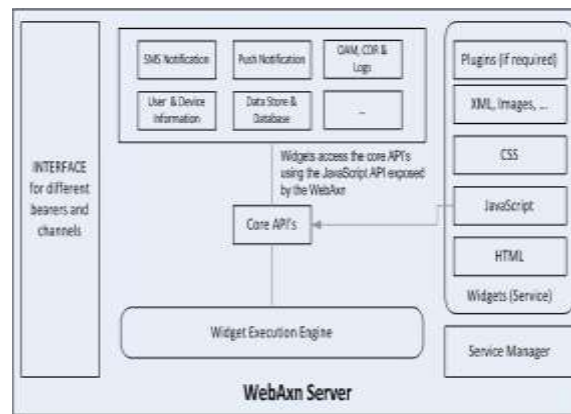 SMS Notification
Push Notification
OAM, CDR &
Logs
User & Device
Information
Data Store &
Database
...
INTERFACE
for different
bearers and
channels
Widgets access the core API's
using the JavaScript API exposed
by the WebAxn
Core API's
Widget Execution Engine
Plugins (if required)
XML, Images, ...
CSS
JavaScript
HTML
Widgets (Service)
Service Manager
WebAxn Server